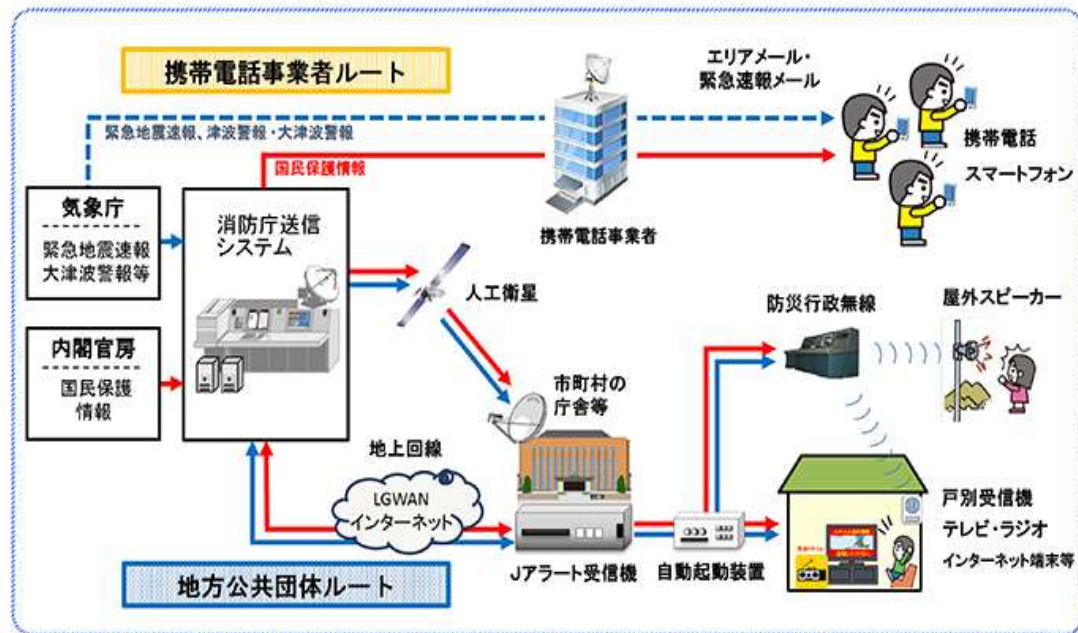 携帯電話事業者ルート
エリアメール・
緊急速報メール
緊急地震速報、津波警報・大津波警報
国民保護情報
携帯電話
スマートフォン
携帯電話事業者
気象庁
緊急地震速報
大津波警報等
消防庁送信
システム
人工衛星
内閣官房
国民保護
情報
防災行政無線
屋外スピーカー
市町村の
庁舎等
地上回線
LGWAN
インターネット
Jアラート受信機
自動起動装置
戸別受信機
テレビ・ラジオ
インターネット端末等
地方公共団体ルート